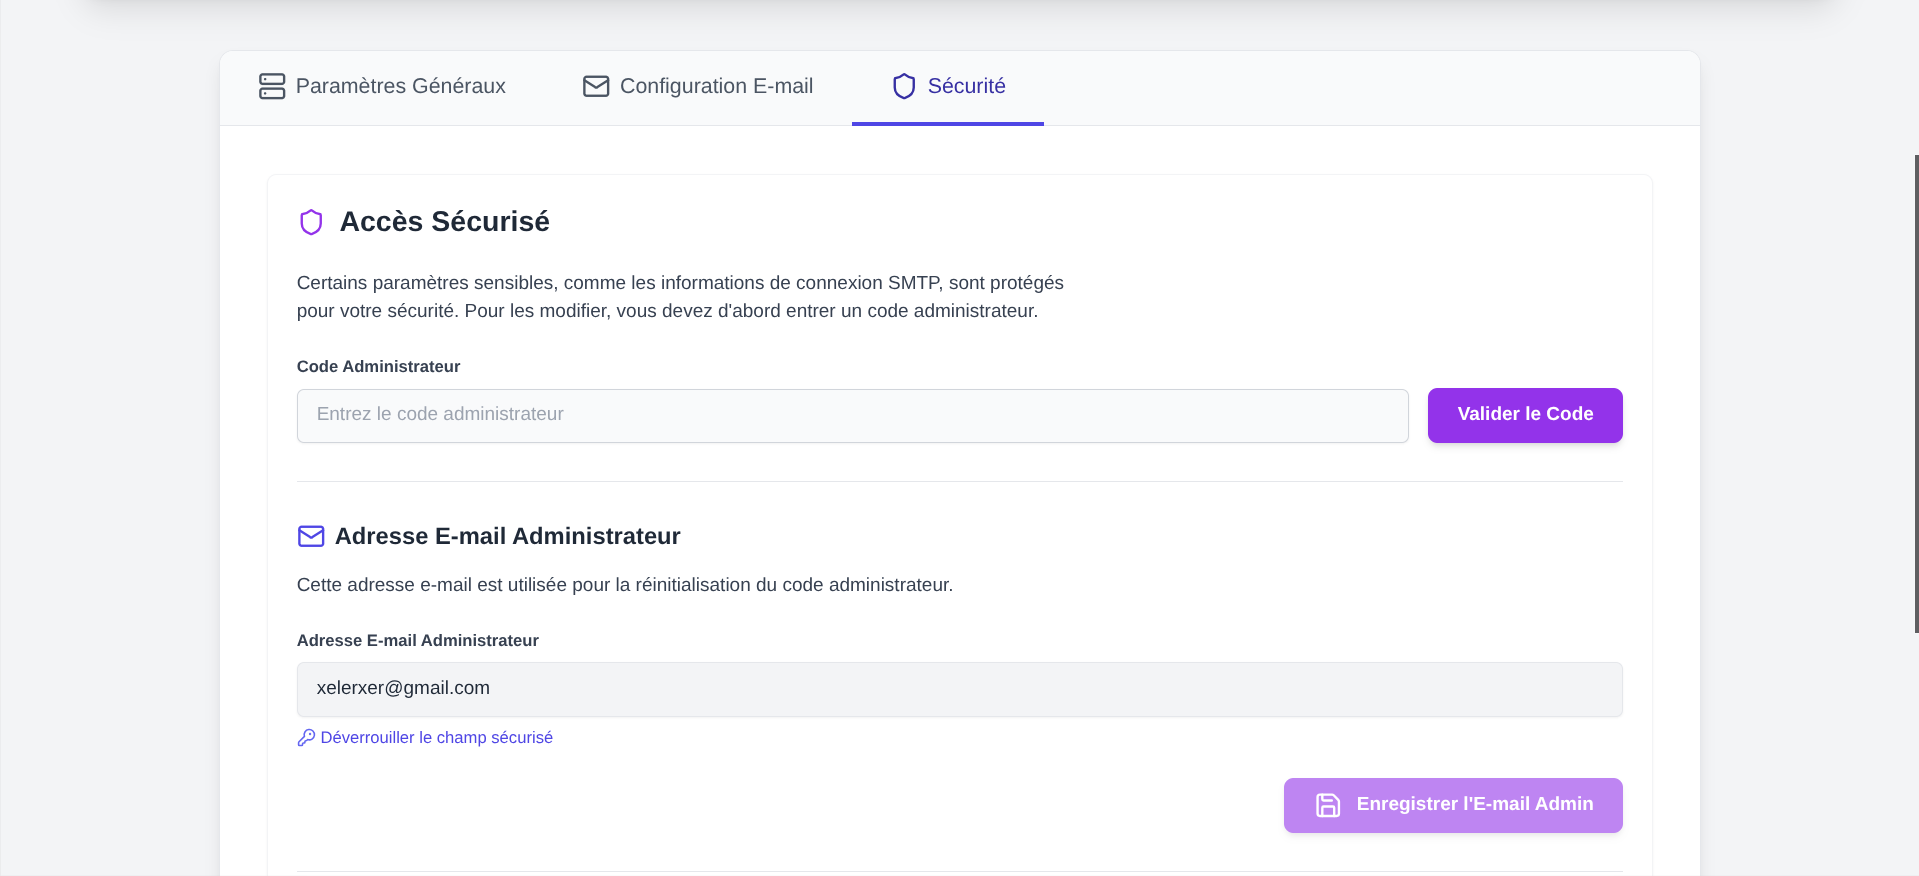 Paramètres Généraux
Configuration E-mail
Sécurité
Accès Sécurisé
Certains paramètres sensibles, comme les informations de connexion SMTP, sont protégés
pour votre sécurité. Pour les modifier, vous devez d'abord entrer un code administrateur.
Code Administrateur
Entrez le code administrateur
Valider le Code
Adresse E-mail Administrateur
Cette adresse e-mail est utilisée pour la réinitialisation du code administrateur.
Adresse E-mail Administrateur
xelerxer@gmail.com
Déverrouiller le champ sécurisé
Enregistrer l'E-mail Admin